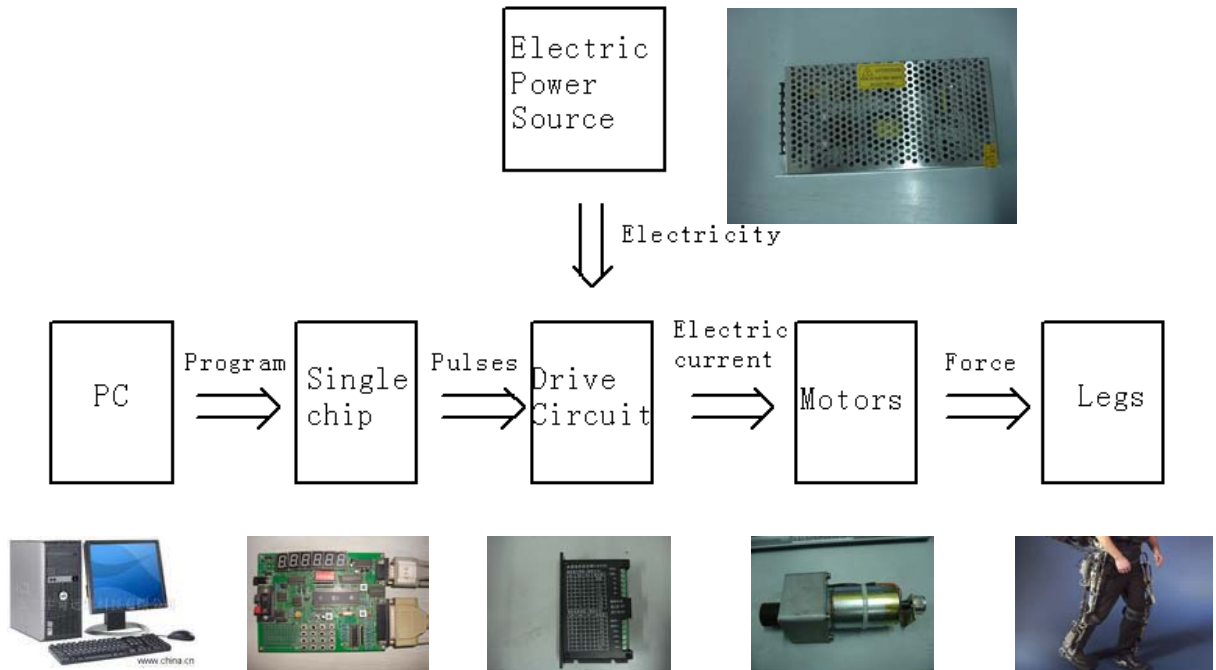 Electric
Power
Source
Electricity
PC
Program
Single
chip
Pulses
Drive
Circuit
Electric
current
Motors
Force
Legs
www.china.cn